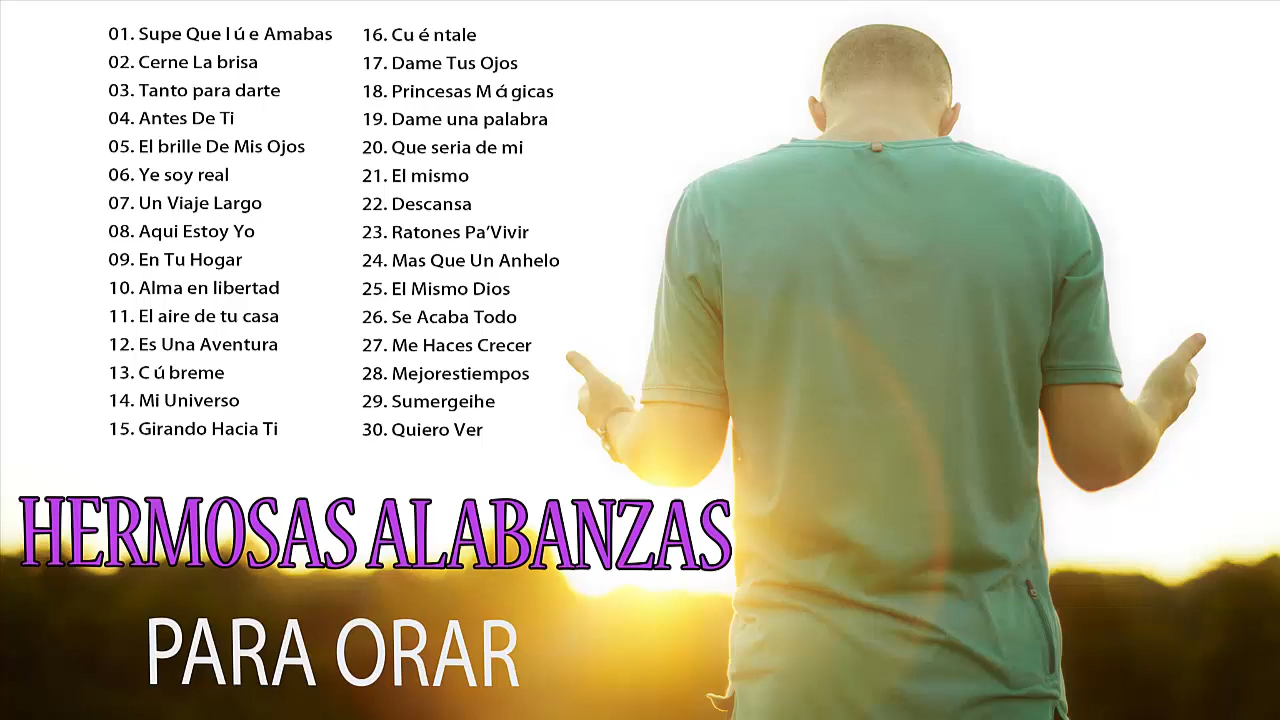 01. Supe Que l ú e Amabas
02. Cerne La brisa
03. Tanto para darte
04. Antes De Ti
05. El brille De Mis Ojos
06. Ye soy real
07. Un Viaje Largo
08. Aqui Estoy Yo
09. En Tu Hogar
10. Alma en libertad
11. El aire de tu casa
12. Es Una Aventura
13. C ú breme
14. Mi Universo
15. Girando Hacia Ti
16. Cu é ntale
17. Dame Tus Ojos
18. Princesas M á gicas
19. Dame una palabra
20. Que seria de mi
21. El mismo
22. Descansa
23. Ratones Pa’Vivir
24. Mas Que Un Anhelo
25. El Mismo Dios
26. Se Acaba Todo
27. Me Haces Crecer
28. Mejorestiempos
29. Sumergeihe
30. Quiero Ver
HERMOSAS ALABANZAS
PARA ORAR